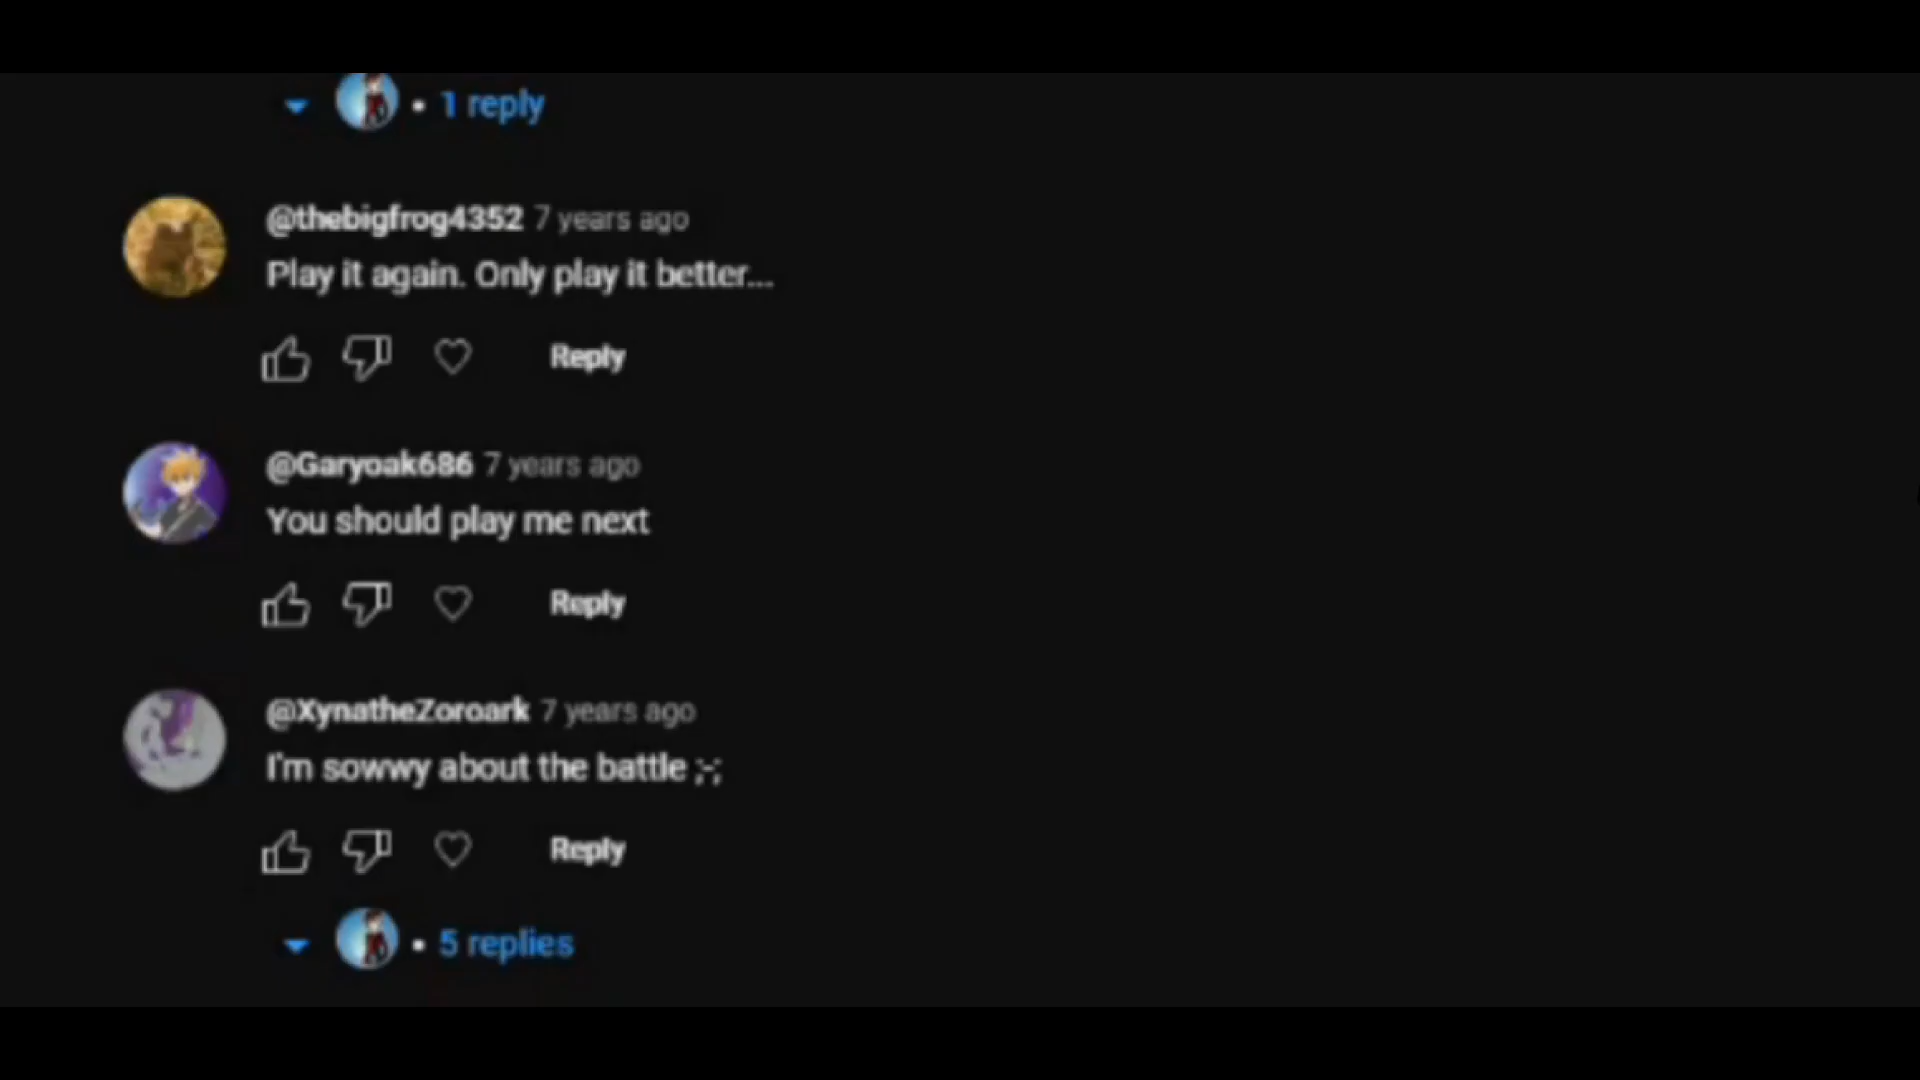 • 1 reply
@thebigfrog4352 7 years ago
Play it again. Only play it better...
Reply
@Garyoak686 7 years ago
You should play me next
Reply
@XynatheZoroark 7 years ago
I'm sowwy about the battle ;-;
Reply
• 5 replies